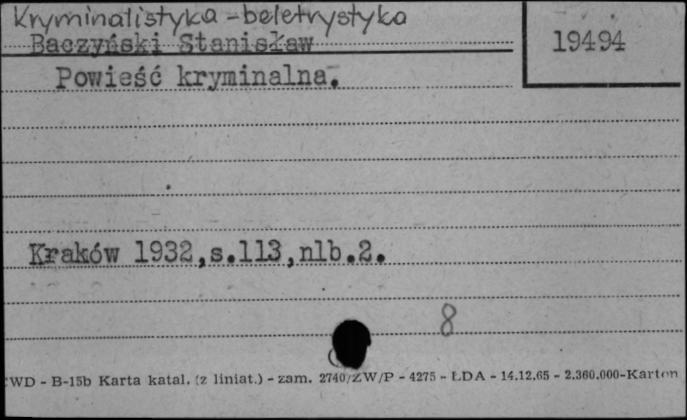 Kryminalistyka - beletrystyka
Baczyński Stanisław
19494
Powieść kryminalna.
Kraków 1932,s.113,nlb.2.
8
WD - B-15b Karta katal. (z liniat.) - zam. 2740/ZW/P - 4275 - LDA - 14.12.65 - 2.360.000-Karton